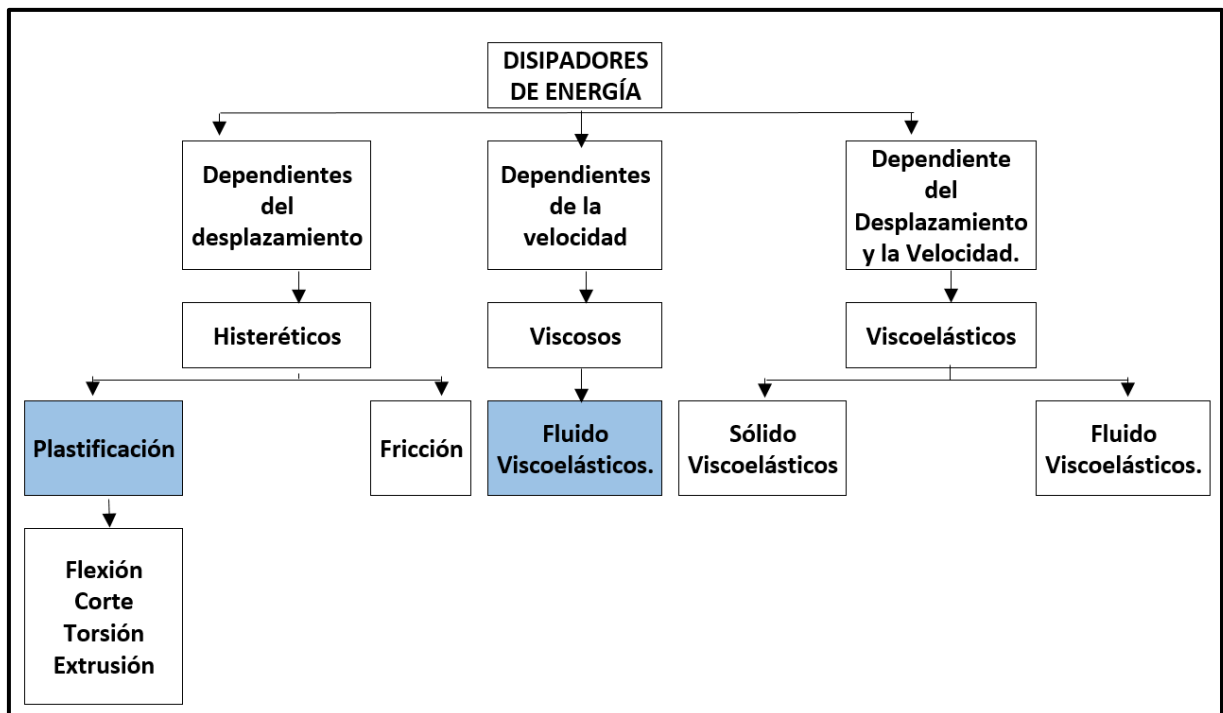 DISIPADORES
DE ENERGÍA
Dependientes
del
desplazamiento
Dependientes
de la
velocidad
Dependiente
del
Desplazamiento
y la Velocidad.
Histeréticos
Viscosos
Viscoelásticos
Plastificación
Fricción
Fluido
Viscoelásticos.
Sólido
Viscoelásticos
Fluido
Viscoelásticos.
Flexión
Corte
Torsión
Extrusión